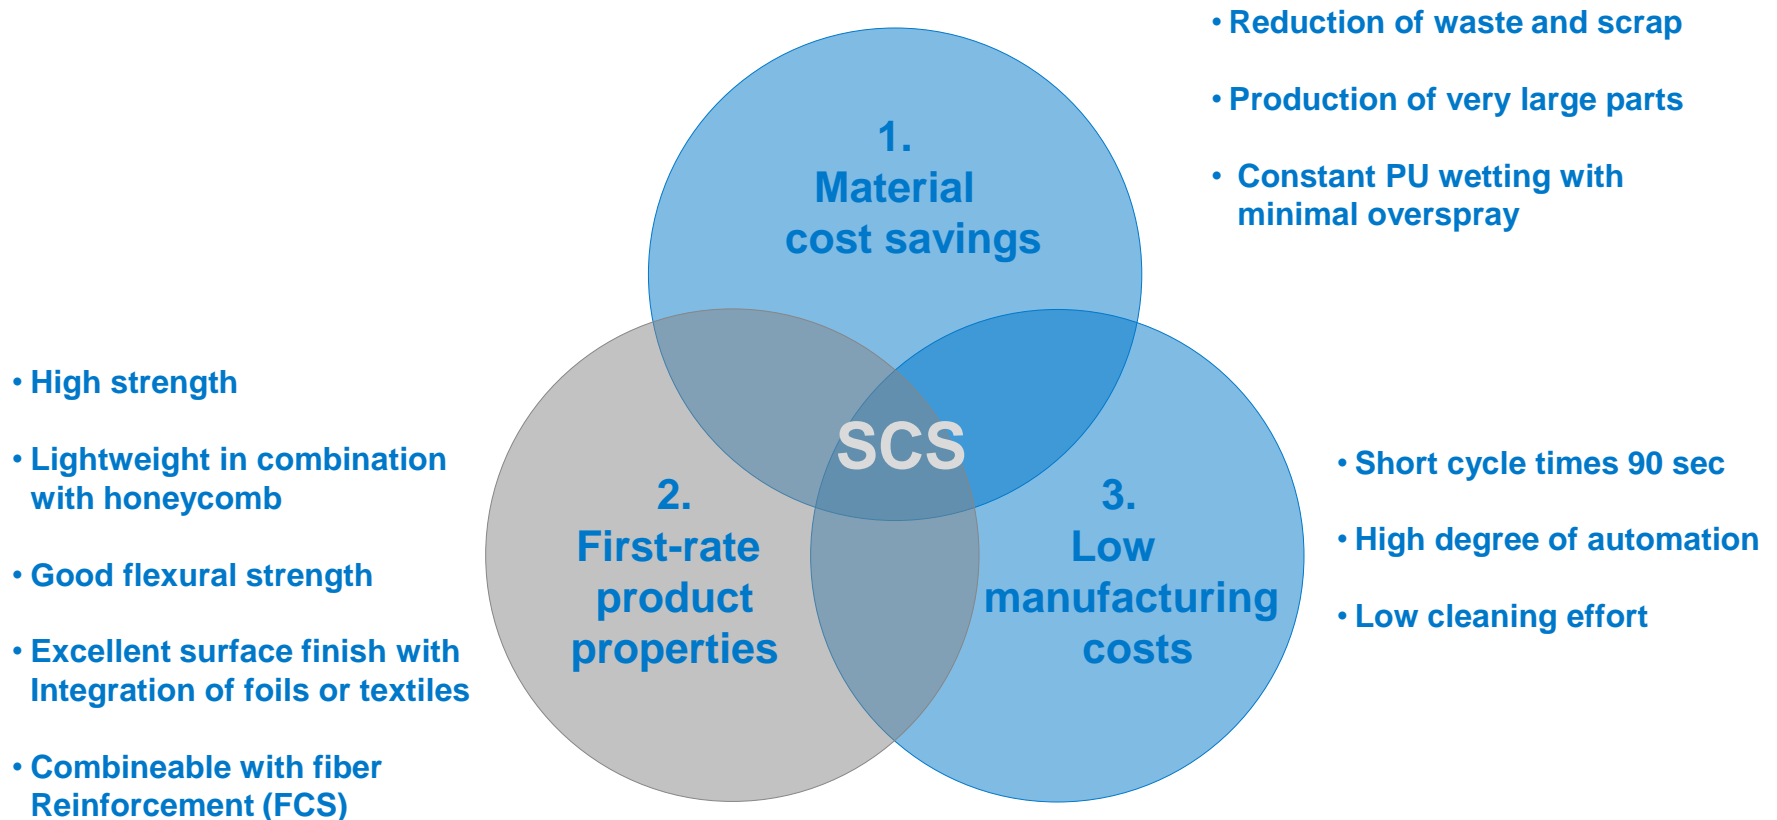 • Reduction of waste and scrap
• Production of very large parts
• Constant PU wetting with
minimal overspray
1.
Material
cost savings
• High strength
• Lightweight in combination
with honeycomb
• Good flexural strength
• Excellent surface finish with
Integration of foils or textiles
• Combineable with fiber
Reinforcement (FCS)
SCS
2.
First-rate
product
properties
3.
Low
manufacturing
costs
• Short cycle times 90 sec
• High degree of automation
• Low cleaning effort